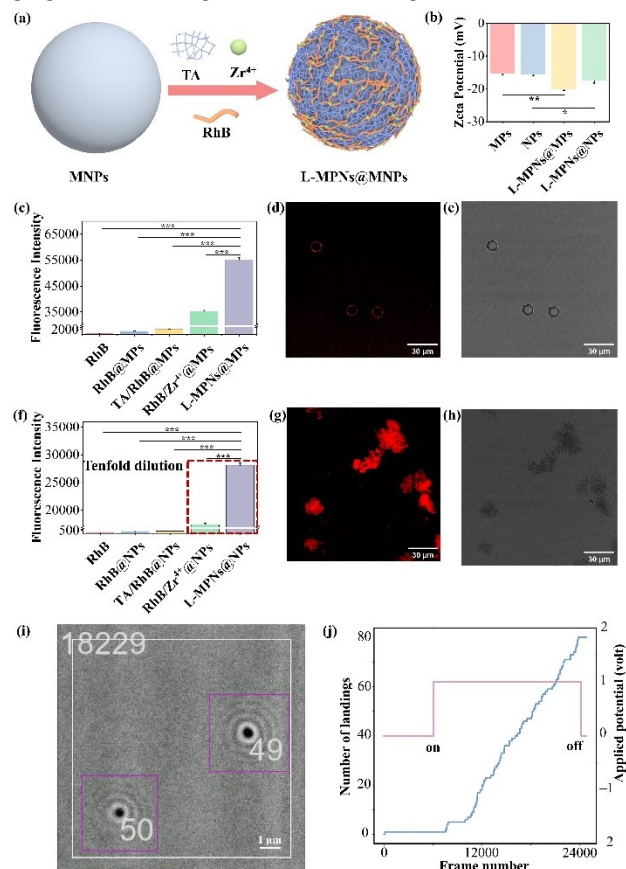 (a)
TA
Zr4+
RhB
MNPs
L-MPNs@MNPs
(b)
Zeta Potential (mV)
0
-10
-20
-30
**
*
MPs
NPs
L-MPNs@MPs
L-MPNs@NPs
(c)
Fluorescence Intensity
65000
55000
35000
2000
***
***
***
***
RhB
RhB@MPs
TA/RhB@MPs
RhB/Zr4+@MPs
L-MPNs@MPs
(d)
30 μm
(e)
30 μm
(f)
Fluorescence Intensity
35000
30000
20000
500
***
***
***
***
Tenfold dilution
RhB
RhB@NPs
TA/RhB@NPs
RhB/Zr4+@NPs
L-MPNs@NPs
(g)
30 μm
(h)
30 μm
(i)
18229
49
50
1 μm
(j)
Number of landings
80
60
40
20
0
on
off
2
1
0
-1
2
Applied potential (volt)
0
12000
24000
Frame number